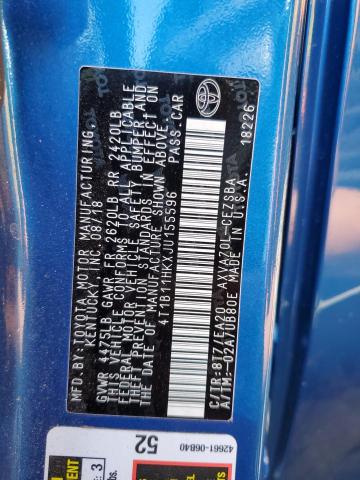 MFD. BY: TOYOTA MOTOR MANUFACTURING,
KENTUCKY, INC. 08/18
GVWR 4475LB GAWR FR 2620LB RR 2420LB
THIS VEHICLE CONFORMS TO ALL APPLICABLE
FEDERAL MOTOR VEHICLE SAFETY, BUMPER, AND
THEFT PREVENTION STANDARDS IN EFFECT ON
THE DATE OF MANUFACTURE SHOWN ABOVE.
4T1B11HKXJU155596 PASS-CAR
C/TR:8T7/EA20 AXVA70L-CEZSBA
A/TM:-02A/UB80E MADE IN U.S.A.
18226
52
42661-06B40
3